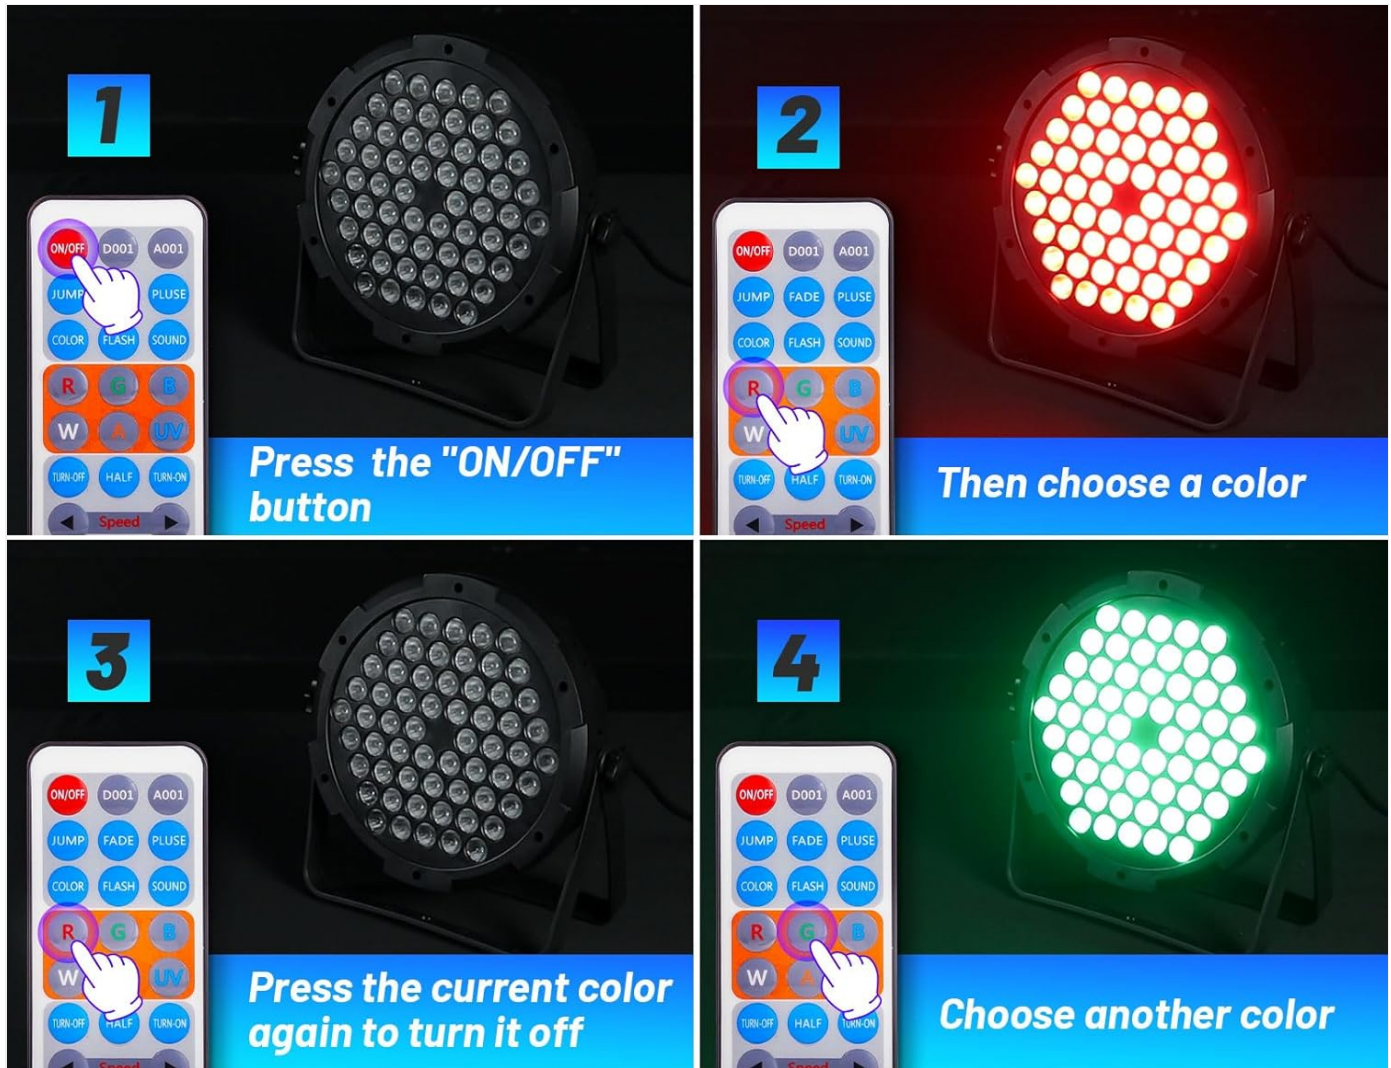 1
ON/OFF D001 A001
JUMP PLUSE
COLOR FLASH SOUND
R G B
W A UV
TURN-OFF HALF TURN-ON
Speed
Press the "ON/OFF"
button
2
ON/OFF D001 A001
JUMP FADE PLUSE
COLOR FLASH SOUND
R G B
W UV
TURN-OFF HALF TURN-ON
Speed
Then choose a color
3
ON/OFF D001 A001
JUMP FADE PLUSE
COLOR FLASH SOUND
R G B
W UV
TURN-OFF HALF TURN-ON
Speed
Press the current color
again to turn it off
4
ON/OFF D001 A001
JUMP FADE PLUSE
COLOR FLASH SOUND
R G B
W A UV
TURN-OFF HALF TURN-ON
Speed
Choose another color